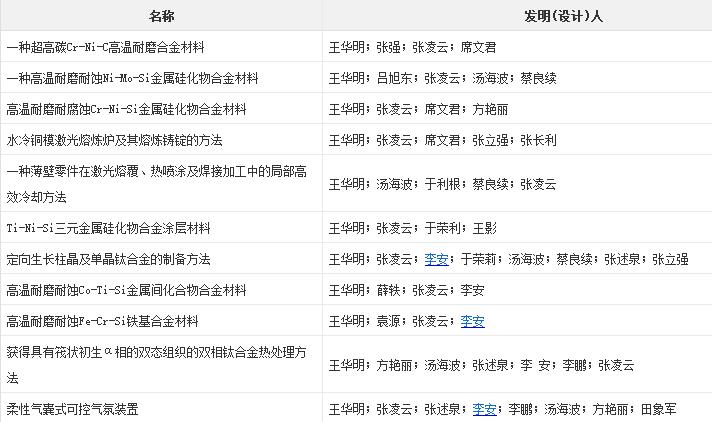 名称 发明(设计)人
一种超高碳Cr-Ni-C高温耐磨合金材料 王华明；张强；张凌云；席文君
一种高温耐磨耐蚀Ni-Mo-Si金属硅化物合金材料 王华明；吕旭东；张凌云；汤海波；蔡良续
高温耐磨耐腐蚀Cr-Ni-Si金属硅化物合金材料 王华明；张凌云；席文君；方艳丽
水冷铜模激光熔炼炉及其熔炼铸锭的方法 王华明；张凌云；席文君；张立强；张长利
一种薄壁零件在激光熔覆、热喷涂及焊接加工中的局部高
效冷却方法 王华明；汤海波；于利根；蔡良续；张凌云
Ti-Ni-Si三元金属硅化物合金涂层材料 王华明；张凌云；于荣利；王影
定向生长柱晶及单晶钛合金的制备方法 王华明；张凌云；李安；于荣莉；汤海波；蔡良续；张述泉；张立强
高温耐磨耐蚀Co-Ti-Si金属间化合物合金材料 王华明；薛轶；张凌云；李安
高温耐磨耐蚀Fe-Cr-Si铁基合金材料 王华明；袁源；张凌云；李安
获得具有筏状初生α相的双态组织的双相钛合金热处理方
法 王华明；方艳丽；汤海波；张述泉；李 安；李鹏；张凌云
柔性气囊式可控气氛装置 王华明；张凌云；张述泉；李安；李鹏；汤海波；方艳丽；田象军